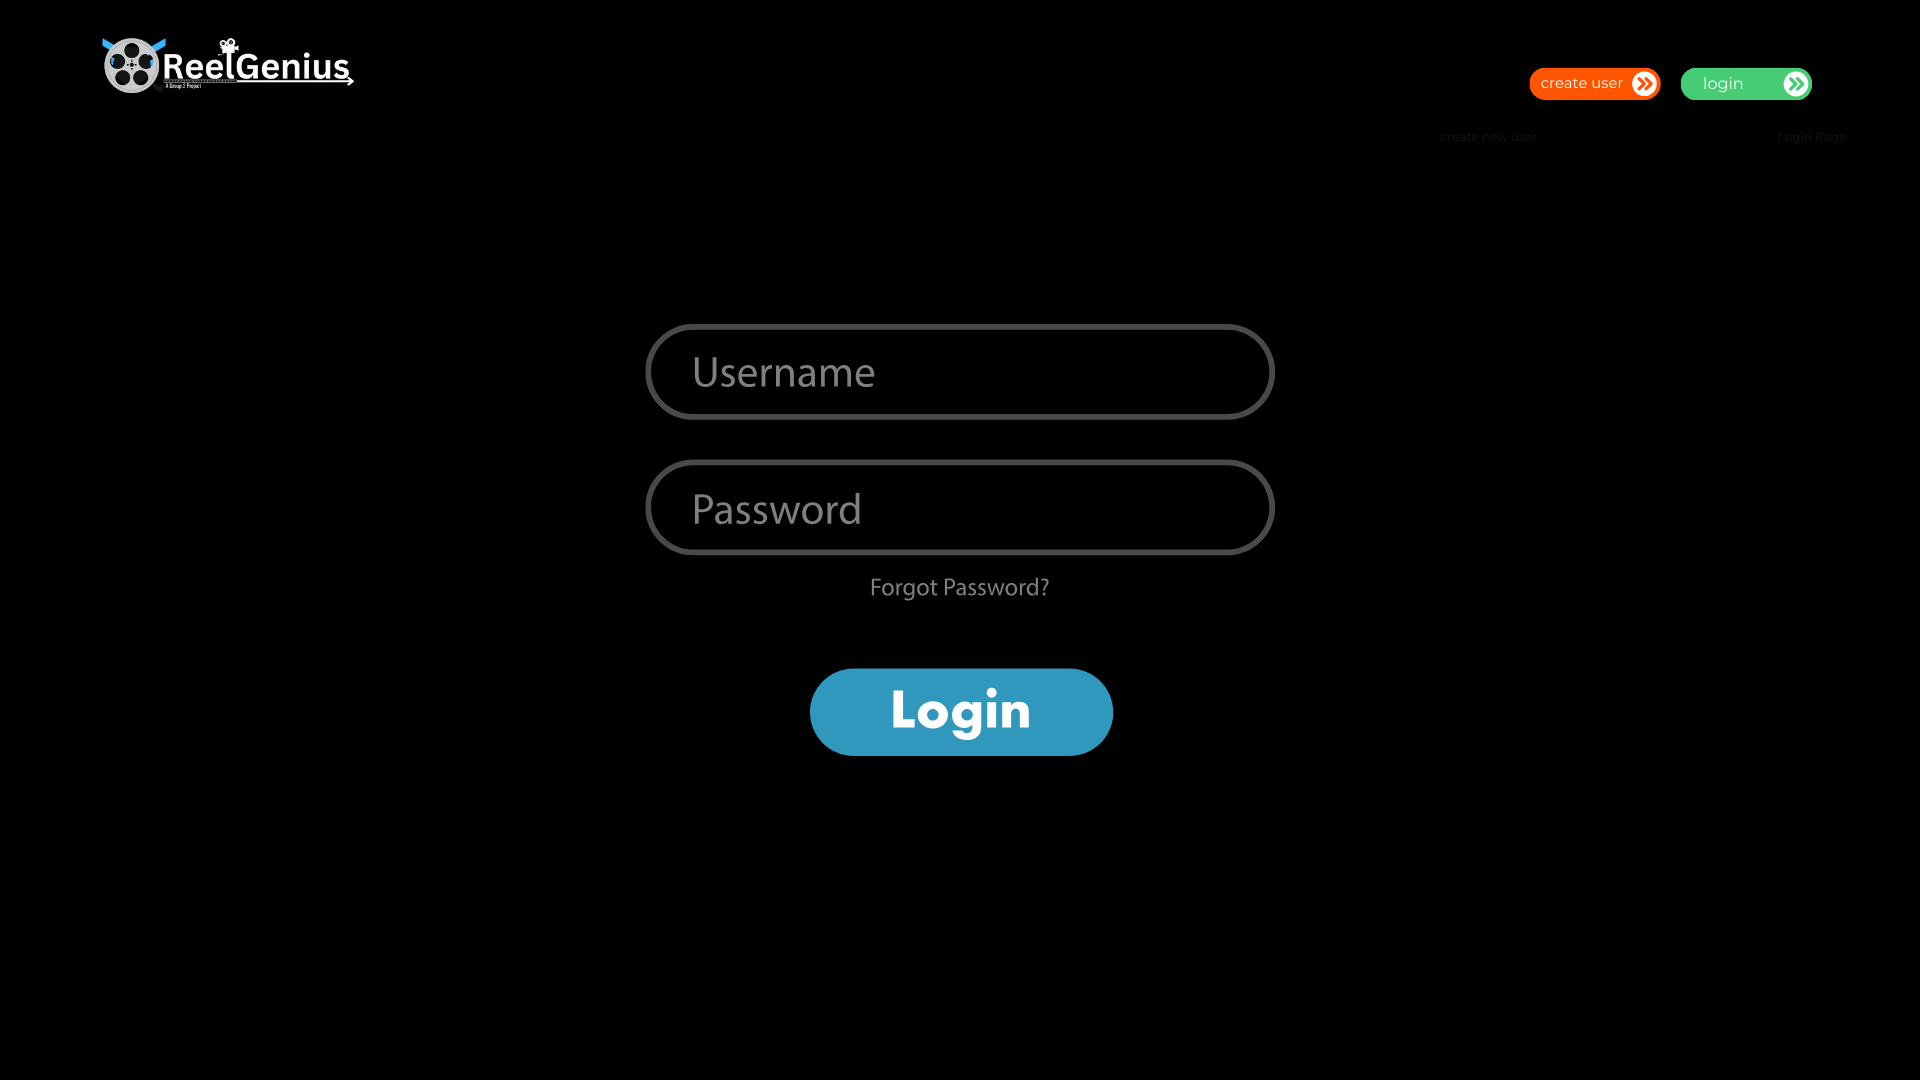 ReelGenius
A Group 2 Project
create user
login
create new user
Login Page
Username
Password
Forgot Password?
Login